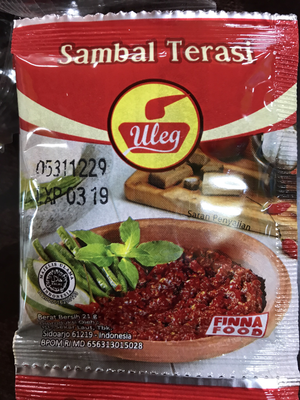 Sambal Terasi
Uleg
05311229
EXP 03 19
Saran Penyajian
FINNA
FOOD
Berat Bersih 21 g
Sidoarjo 61219 - Indonesia
BPOM RI MD 656313015028